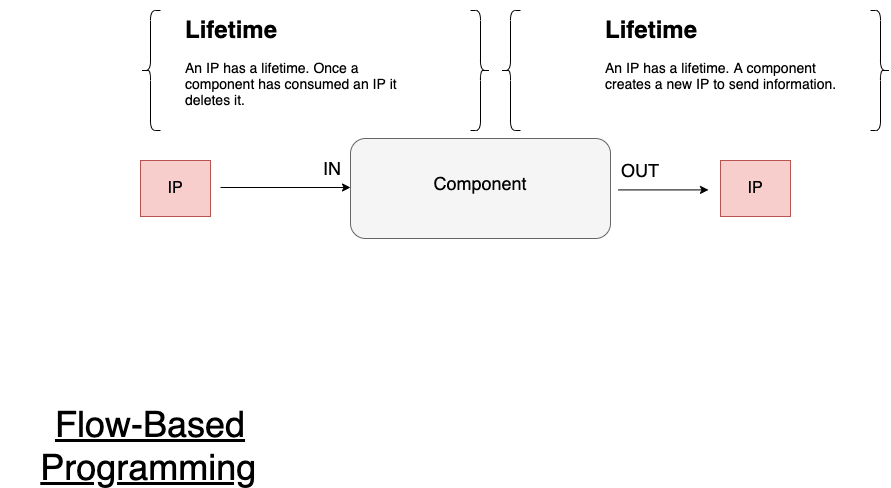 Lifetime
An IP has a lifetime. Once a
component has consumed an IP it
deletes it.
Lifetime
An IP has a lifetime. A component
creates a new IP to send information.
IP
IN
Component
OUT
IP
Flow-Based
Programming